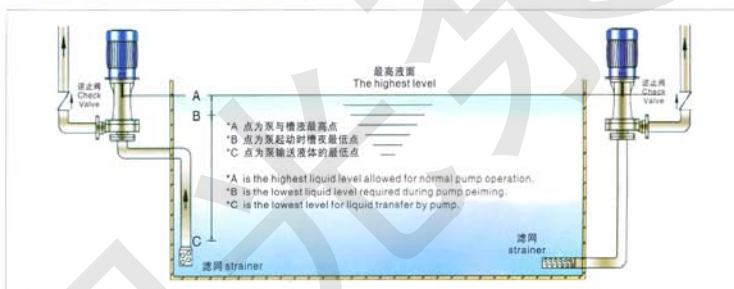 最高液面
The highest level
逆止阀
Check
Valve
逆止阀
Check
Valve
A
B
*A 点为泵与槽液最高点
*B 点为泵起动时槽夜最低点
*C 点为泵输送液体的最低点
*A is the highest liquid level allowed for normal pump operation.
*B is the lowest liquid level required during pump peiming.
*C is the lowest level for liquid transfer by pump.
C
滤网 strainer
滤网
strainer